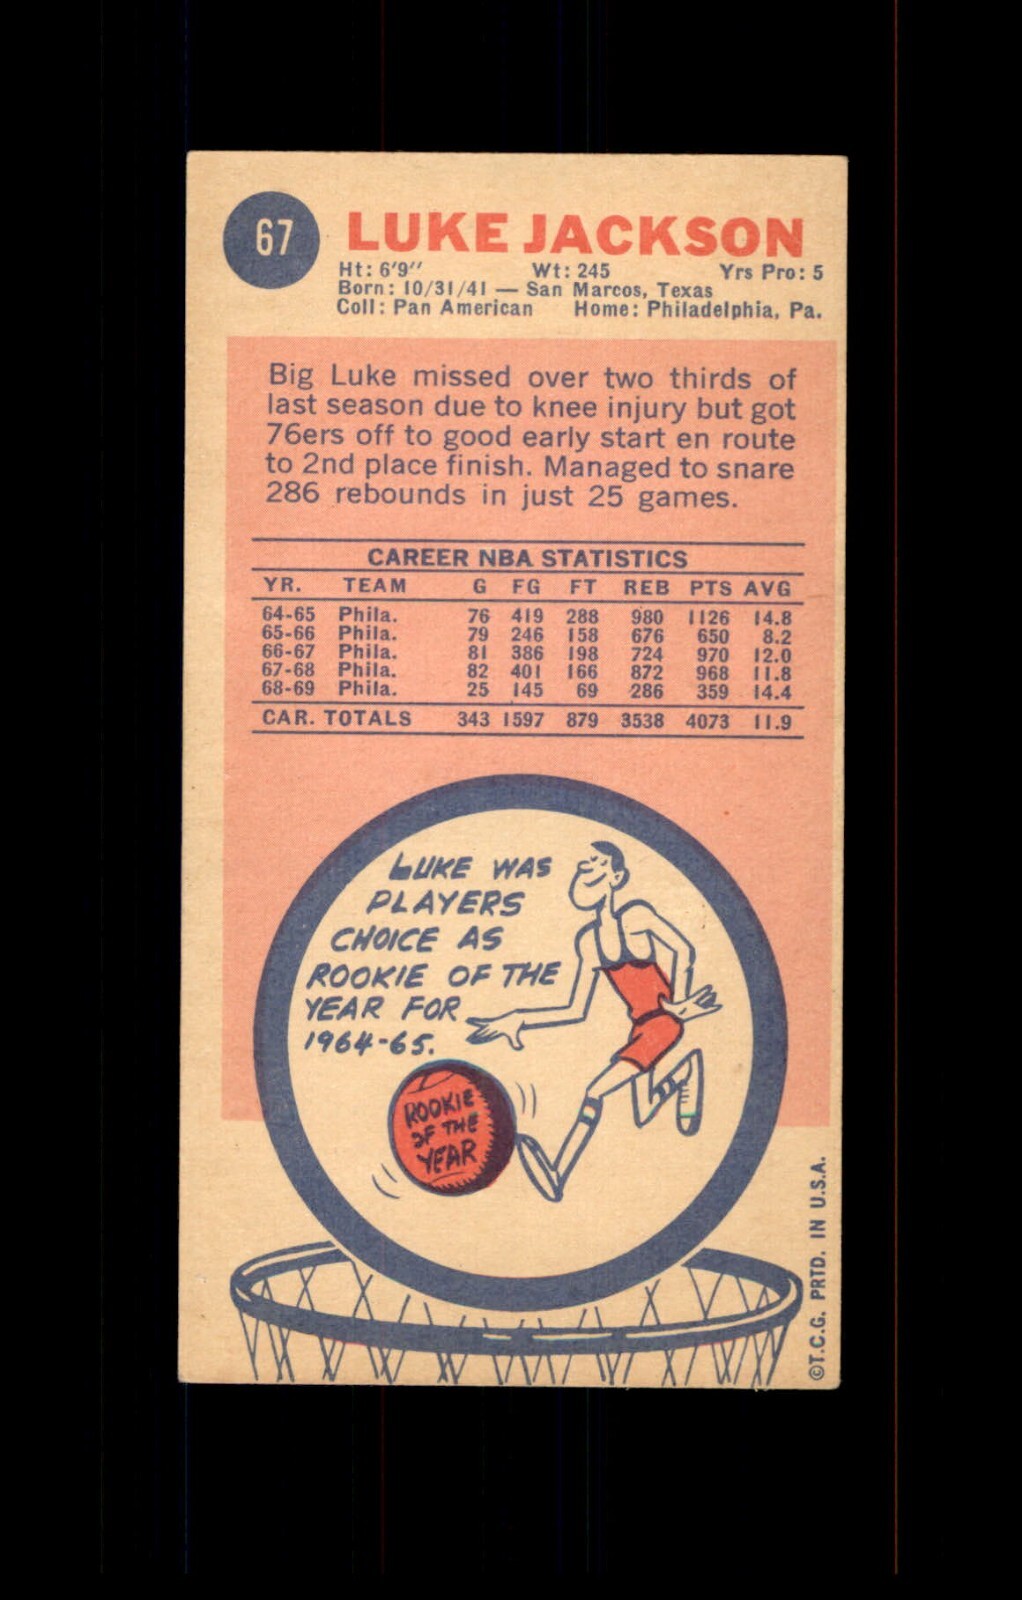 67
LUKE JACKSON
Ht: 6'9" Wt: 245 Yrs Pro: 5
Born: 10/31/41 — San Marcos, Texas
Coll: Pan American Home: Philadelphia, Pa.
Big Luke missed over two thirds of
last season due to knee injury but got
76ers off to good early start en route
to 2nd place finish. Managed to snare
286 rebounds in just 25 games.
CAREER NBA STATISTICS
YR. TEAM G FG FT REB PTS AVG
64-65 Phila. 76 419 288 980 1126 14.8
65-66 Phila. 79 246 158 676 650 8.2
66-67 Phila. 81 386 198 724 970 12.0
67-68 Phila. 82 401 166 872 968 11.8
68-69 Phila. 25 145 69 286 359 14.4
CAR. TOTALS 343 1597 879 3538 4073 11.9
LUKE WAS
PLAYERS
CHOICE AS
ROOKIE OF THE
YEAR FOR
1964-65.
ROOKIE
OF THE
YEAR
©T.C.G. PRTD. IN U.S.A.